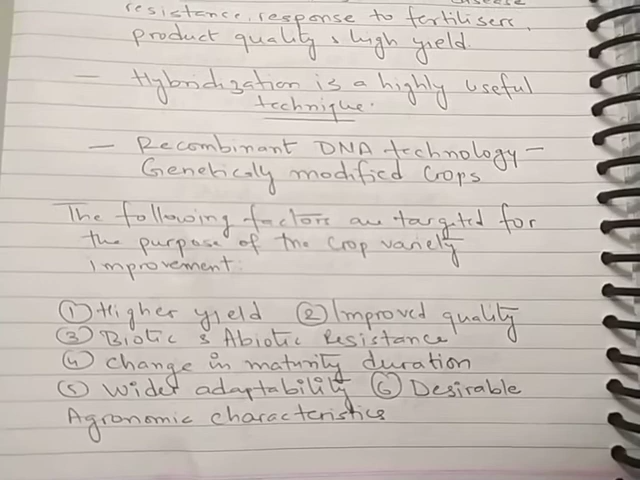 disease
resistance, response to fertilisers,
product quality & high yield.
- Hybridization is a highly useful
technique.
- Recombinant DNA technology -
Genetically modified Crops
The following factors are targeted for
the purpose of the crop variety
improvement:
① Higher yield ② Improved quality
③ Biotic & Abiotic Resistance
④ change in maturity duration
⑤ wider adaptability ⑥ Desirable
Agronomic characteristics